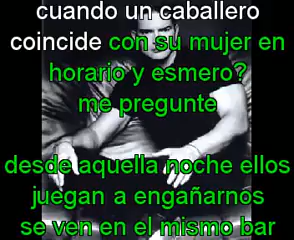 cuando un caballero
coincide con su mujer en
horario y esmero?
me pregunte
desde aquella noche ellos
juegan a engañarnos
se ven en el mismo bar